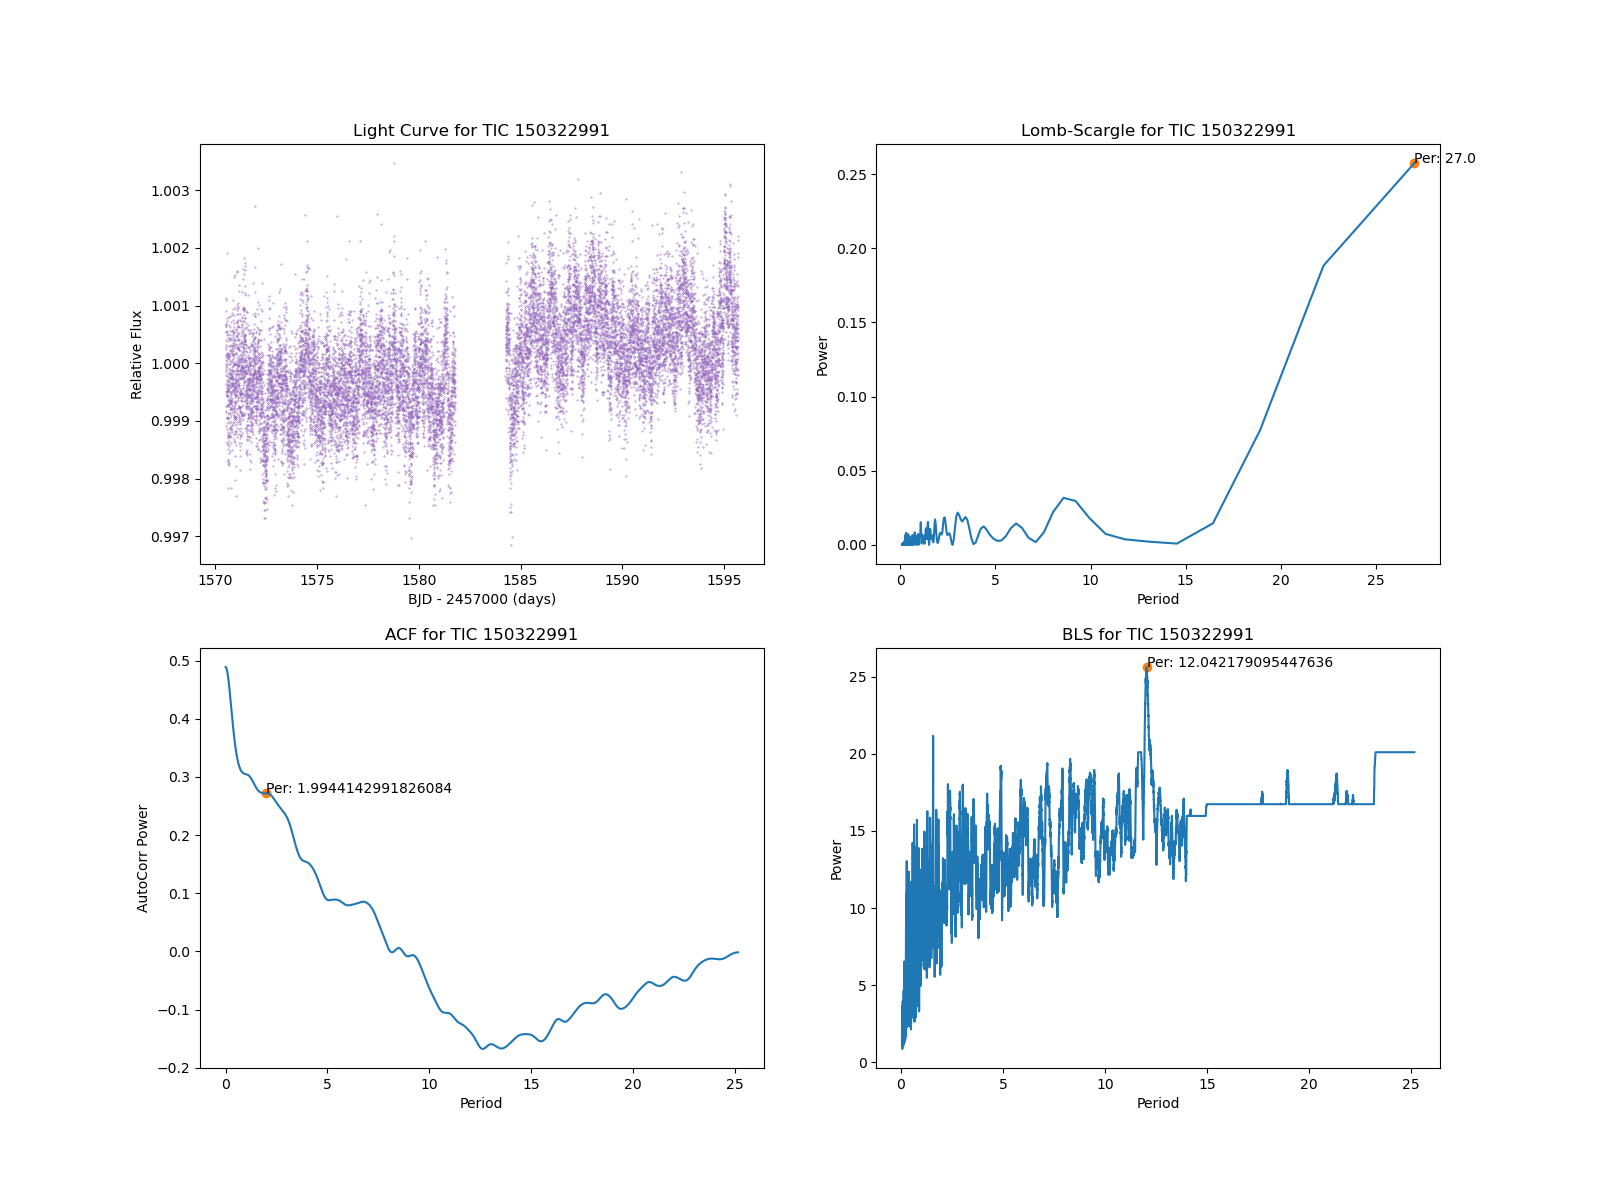 Light Curve for TIC 150322991
Relative Flux
1.003
1.002
1.001
1.000
0.999
0.998
0.997
1570 1575 1580 1585 1590 1595
BJD - 2457000 (days)
Lomb-Scargle for TIC 150322991
Per: 27.0
Power
0.25
0.20
0.15
0.10
0.05
0.00
0 5 10 15 20 25
Period
ACF for TIC 150322991
Per: 1.9944142991826084
AutoCorr Power
0.5
0.4
0.3
0.2
0.1
0.0
−0.1
−0.2
0 5 10 15 20 25
Period
BLS for TIC 150322991
Per: 12.042179095447636
Power
25
20
15
10
5
0
0 5 10 15 20 25
Period